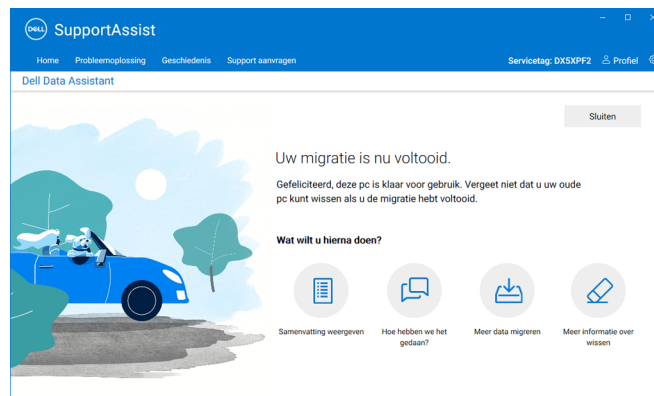 DELL SupportAssist
Home Probleemoplossing Geschiedenis Support aanvragen Servicetag: DX5XPF2 Profiel
Dell Data Assistant
Sluiten
Uw migratie is nu voltooid.
Gefeliciteerd, deze pc is klaar voor gebruik. Vergeet niet dat u uw oude
pc kunt wissen als u de migratie hebt voltooid.
Wat wilt u hierna doen?
Samenvatting weergeven
Hoe hebben we het
gedaan?
Meer data migreren
Meer informatie over
wissen